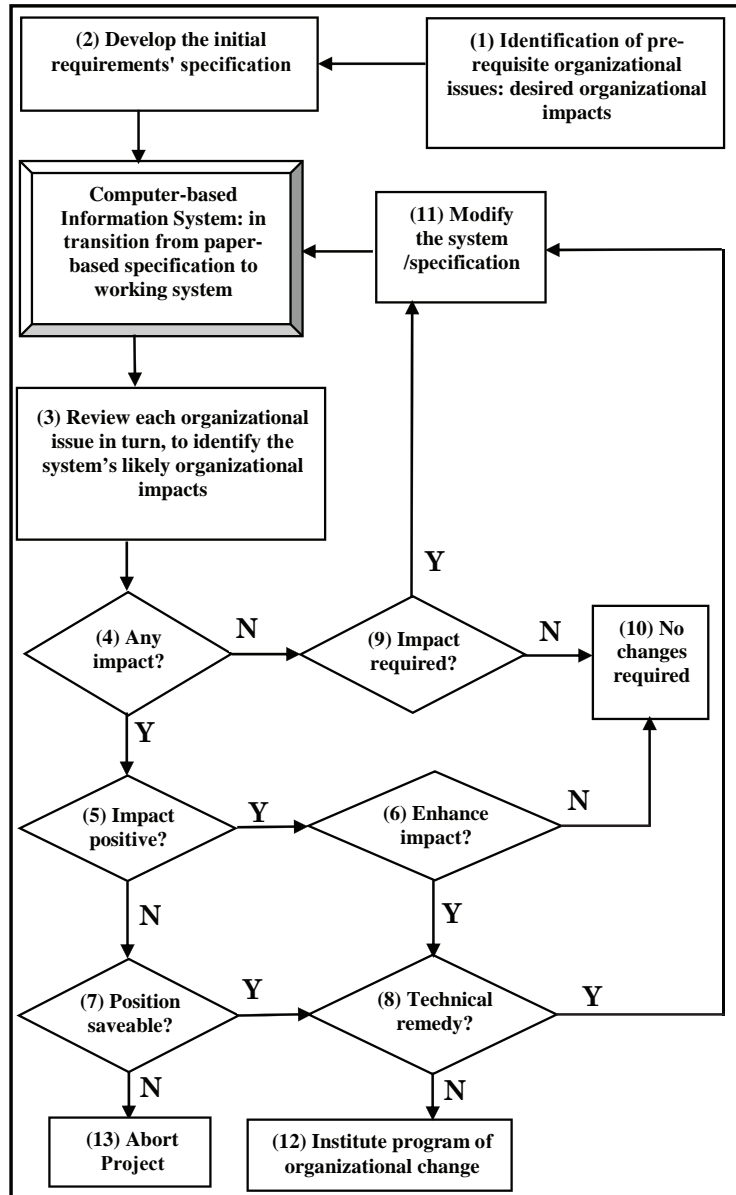 (2) Develop the initial
requirements' specification
(1) Identification of pre-
requisite organizational
issues: desired organizational
impacts
Computer-based
Information System: in
transition from paper-
based specification to
working system
(11) Modify
the system
/specification
(3) Review each organizational
issue in turn, to identify the
system's likely organizational
impacts
Y
(4) Any
impact?
N
(9) Impact
required?
N
(10) No
changes
required
Y
(5) Impact
positive?
Y
(6) Enhance
impact?
N
N
Y
(7) Position
saveable?
Y
(8) Technical
remedy?
Y
N
N
(13) Abort
Project
(12) Institute program of
organizational change